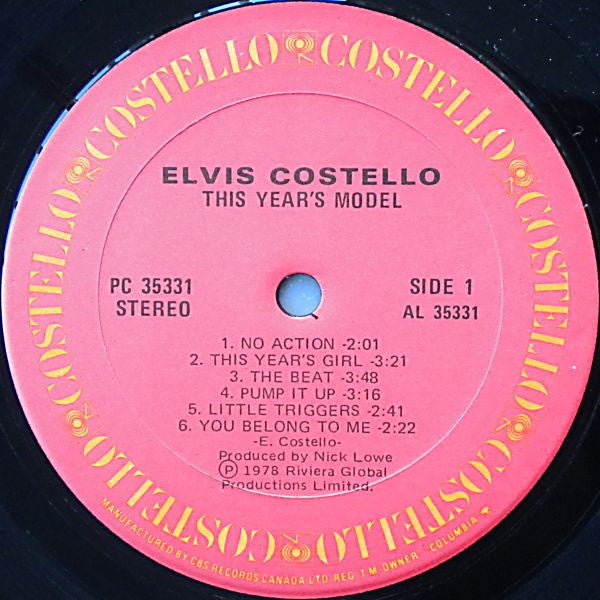 COSTELLO COSTELLO COSTELLO COSTELLO COSTELLO COSTELLO COSTELLO
ELVIS COSTELLO
THIS YEAR'S MODEL
PC 35331
STEREO
SIDE 1
AL 35331
1. NO ACTION -2:01
2. THIS YEAR'S GIRL -3:21
3. THE BEAT -3:48
4. PUMP IT UP -3:16
5. LITTLE TRIGGERS -2:41
6. YOU BELONG TO ME -2:22
-E. Costello-
Produced by Nick Lowe
Ⓟ 1978 Riviera Global
Productions Limited.
MANUFACTURED BY CBS RECORDS CANADA LTD REG T.M. OWNER "COLUMBIA"